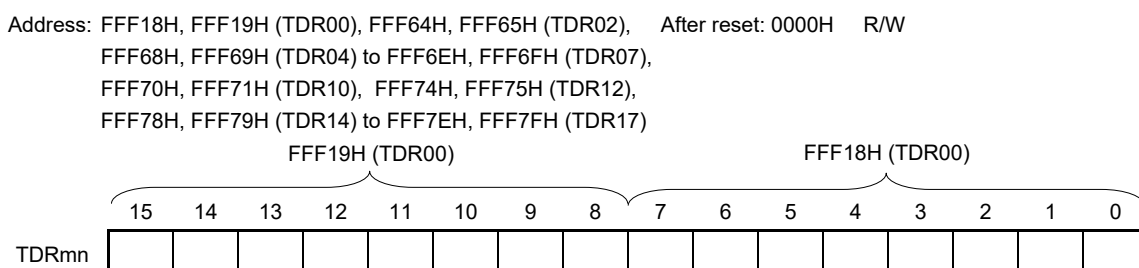 Address: FFF18H, FFF19H (TDR00), FFF64H, FFF65H (TDR02), After reset: 0000H R/W
FFF68H, FFF69H (TDR04) to FFF6EH, FFF6FH (TDR07),
FFF70H, FFF71H (TDR10), FFF74H, FFF75H (TDR12),
FFF78H, FFF79H (TDR14) to FFF7EH, FFF7FH (TDR17)
FFF19H (TDR00) FFF18H (TDR00)
15 14 13 12 11 10 9 8 7 6 5 4 3 2 1 0
TDRmn